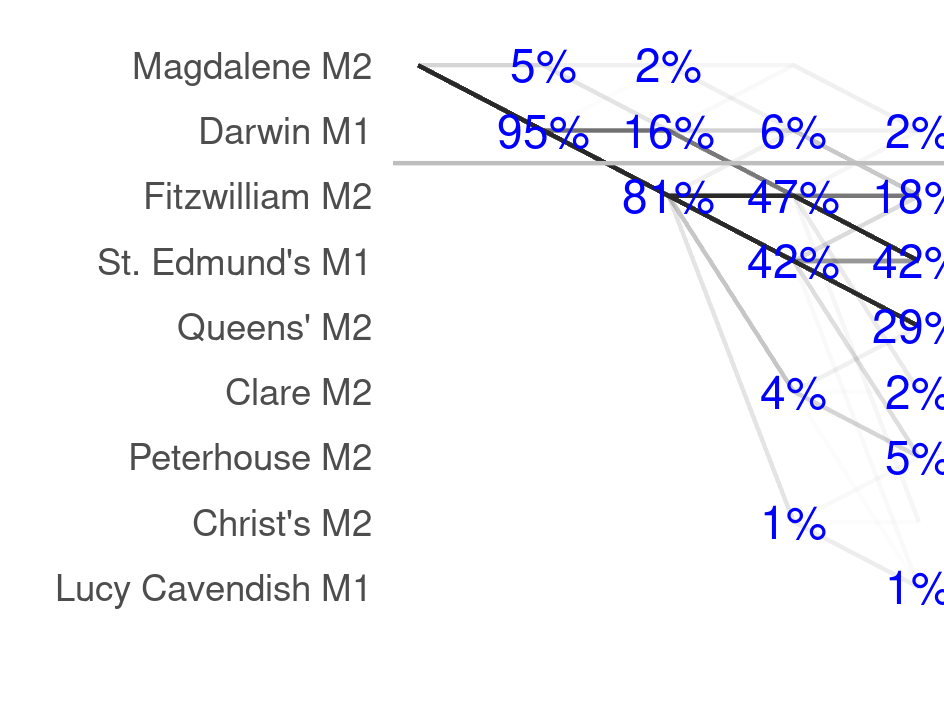 Magdalene M2 5% 2%
Darwin M1 95% 16% 6% 2%
Fitzwilliam M2 81% 47% 18%
St. Edmund's M1 42% 42%
Queens' M2 29%
Clare M2 4% 2%
Peterhouse M2 5%
Christ's M2 1%
Lucy Cavendish M1 1%